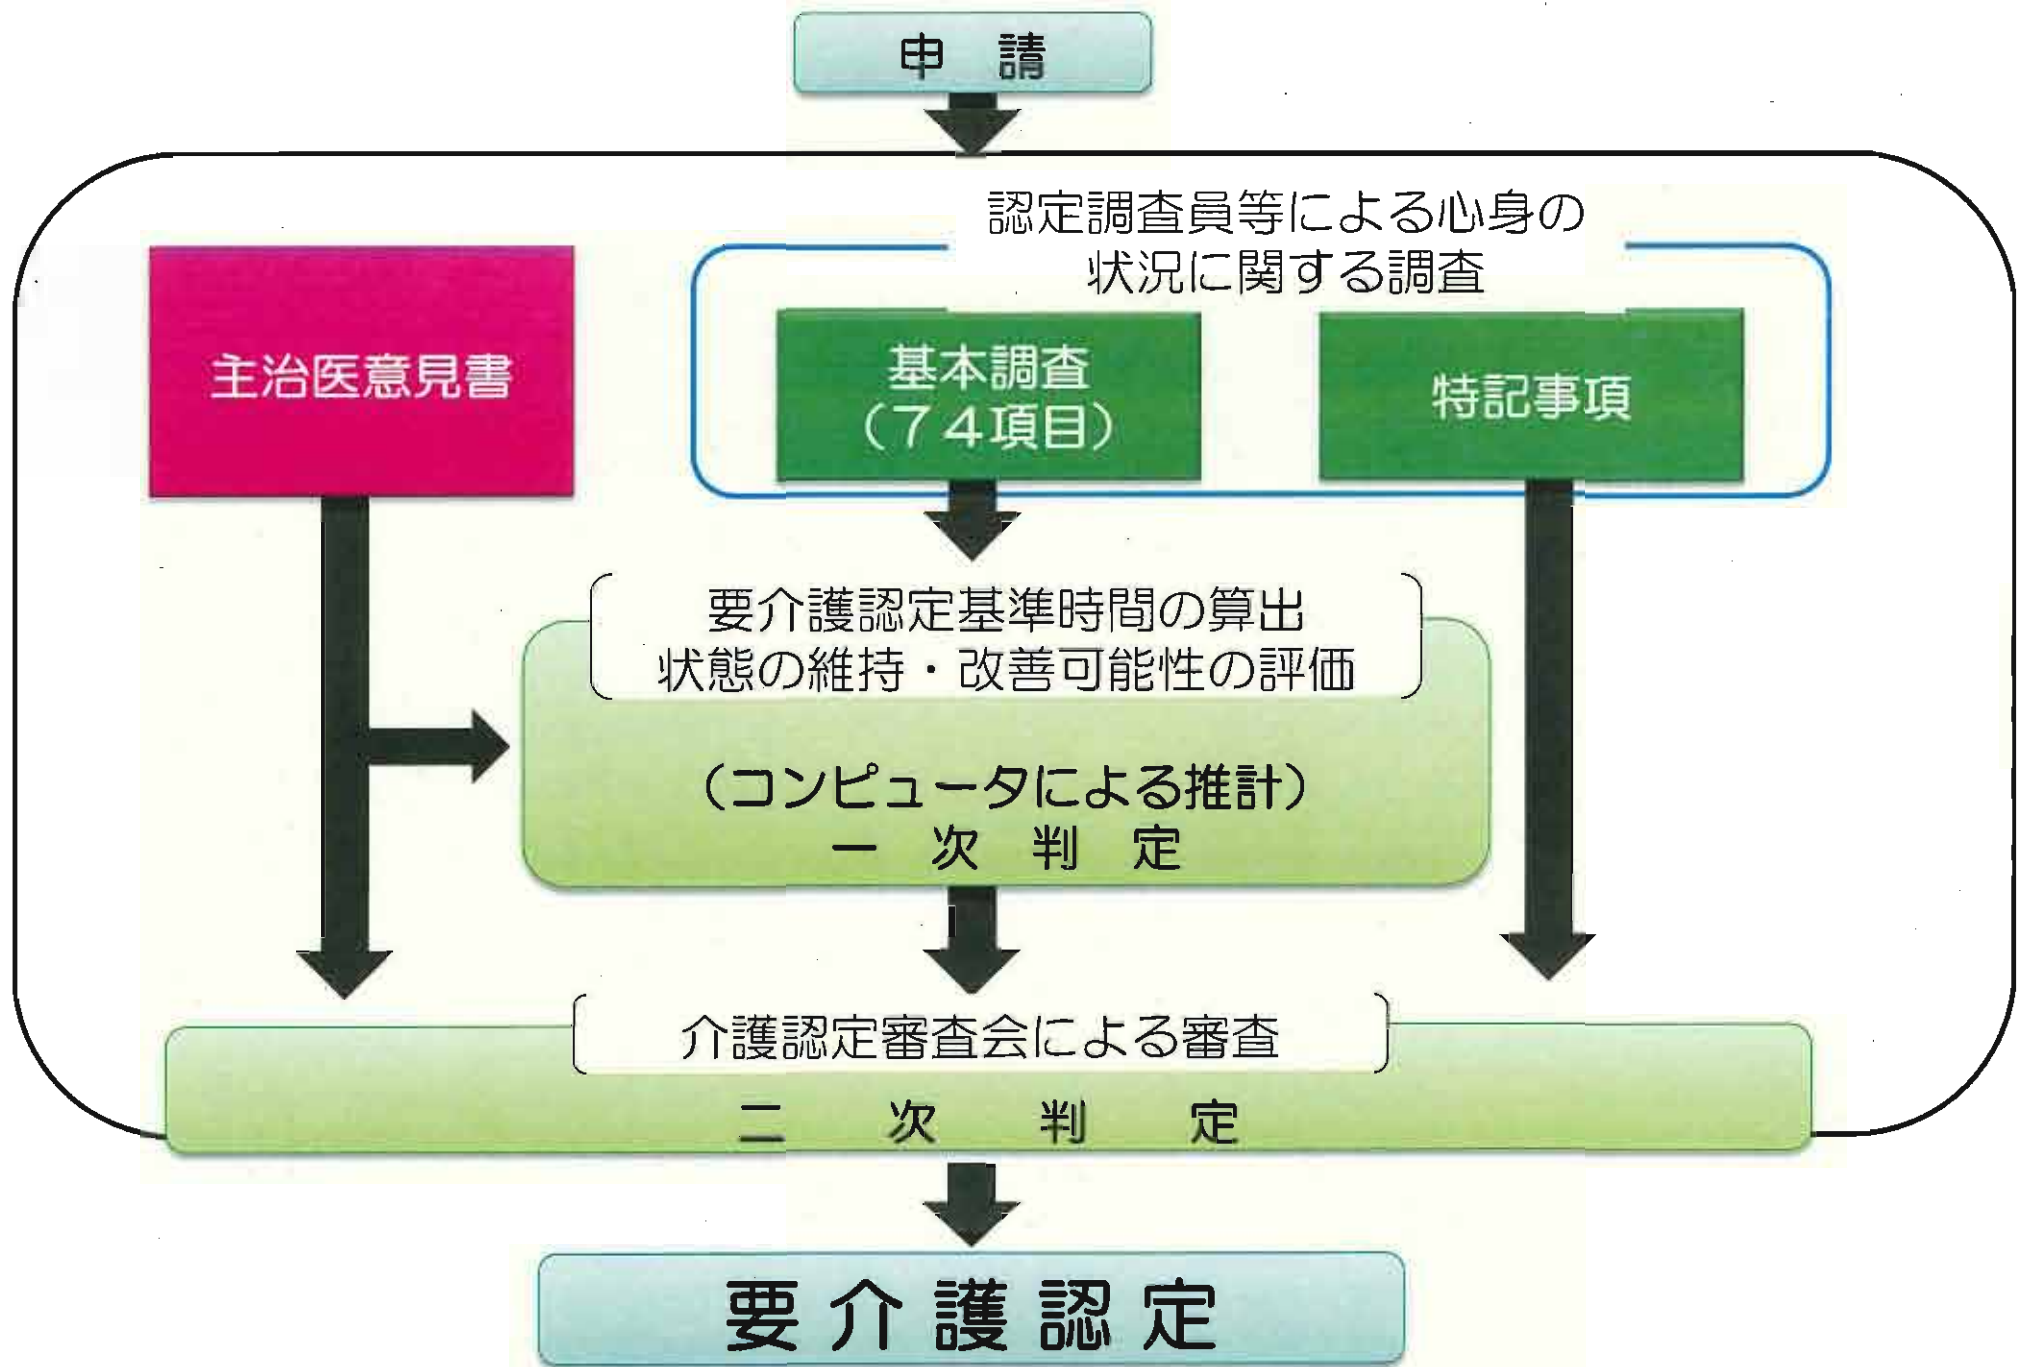 申 請
認定調査員等による心身の
状況に関する調査
主治医意見書
基本調査
（７４項目）
特記事項
要介護認定基準時間の算出
状態の維持・改善可能性の評価
（コンピュータによる推計）
一 次 判 定
介護認定審査会による審査
二 次 判 定
要介護認定